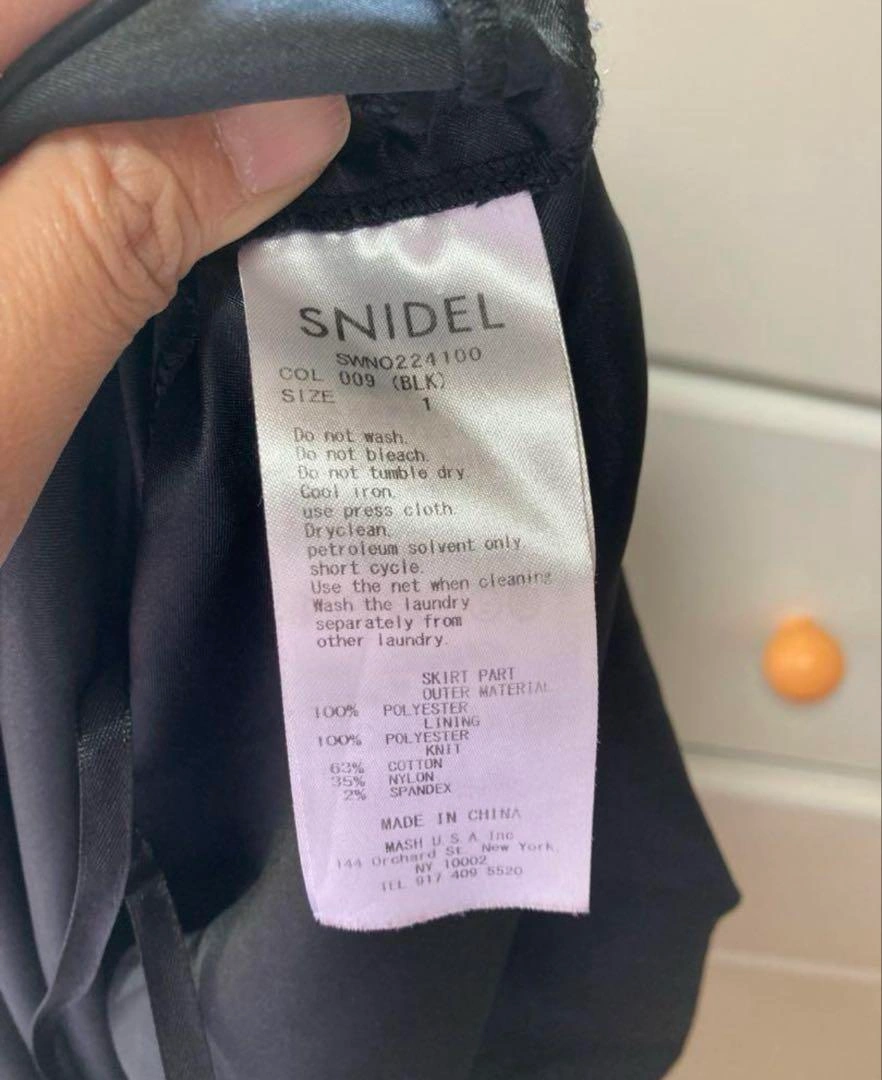 SNIDEL
SWNO224100
COL 009 (BLK)
SIZE 1
Do not wash.
Do not bleach.
Do not tumble dry.
Cool iron.
use press cloth.
Dryclean.
petroleum solvent only.
short cycle.
Use the net when cleaning
Wash the laundry
separately from
other laundry.
SKIRT PART
OUTER MATERIAL
100% POLYESTER
LINING
100% POLYESTER
KNIT
63% COTTON
35% NYLON
2% SPANDEX
MADE IN CHINA
MASH U.S.A Inc
144 Orchard St. New York,
NY 10002
TEL 917 409 5520